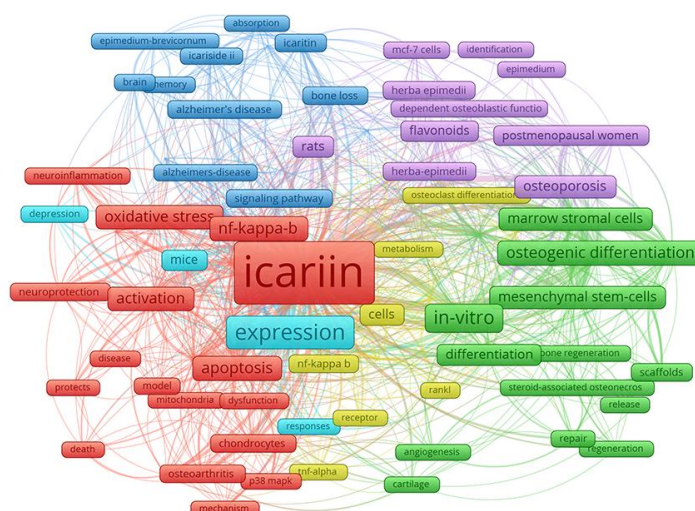 absorption
epimedium-brevicornum
icaritin
icariside ii
mcf-7 cells
identification
epimedium
brain
memory
bone loss
herba epimedii
alzheimer's disease
dependent osteoblastic functio
flavonoids
postmenopausal women
rats
neuroinflammation
alzheimers-disease
herba-epimedii
osteoporosis
osteoclast differentiation
signaling pathway
depression
oxidative stress
nf-kappa-b
marrow stromal cells
metabolism
osteogenic differentiation
mice
icariin
neuroprotection
activation
mesenchymal stem-cells
cells
in-vitro
expression
disease
apoptosis
nf-kappa b
differentiation
bone regeneration
scaffolds
protects
model
rankl
steroid-associated osteonecros
mitochondria
dysfunction
release
receptor
responses
death
chondrocytes
angiogenesis
repair
regeneration
osteoarthritis
p38 mapk
tnf-alpha
cartilage
mechanism